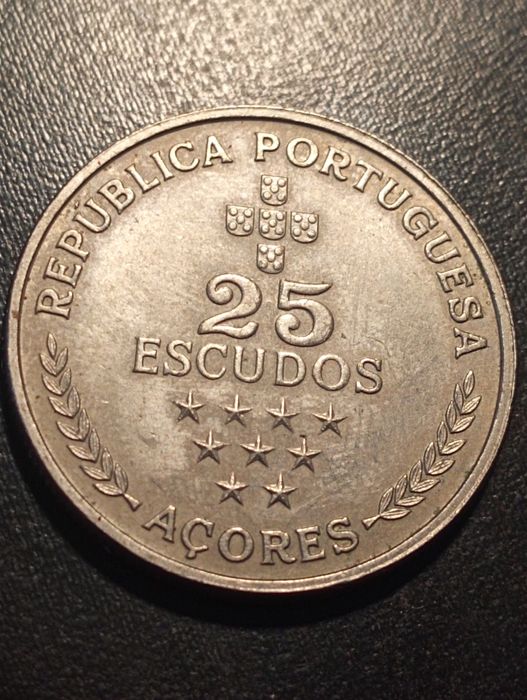 REPÚBLICA PORTUGUESA
25
ESCUDOS
AÇORES